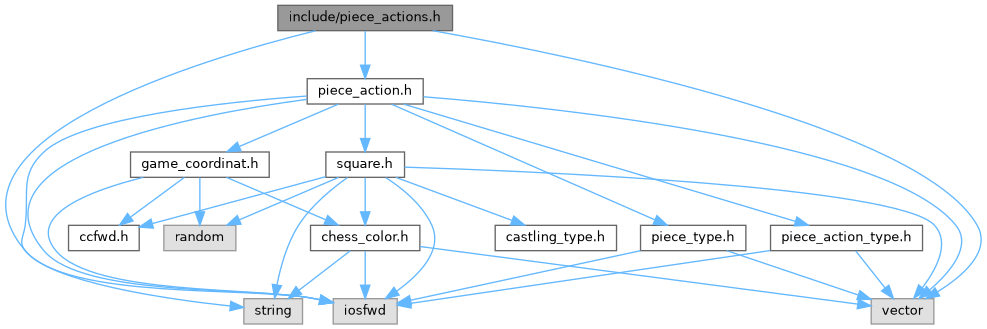 include/piece_actions.h
piece_action.h
game_coordinat.h
square.h
ccfwd.h
random
chess_color.h
castling_type.h
piece_type.h
piece_action_type.h
string
iosfwd
vector